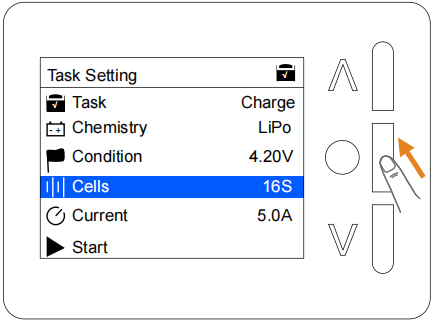 Task Setting
Task Charge
Chemistry LiPo
Condition 4.20V
Cells 16S
Current 5.0A
Start